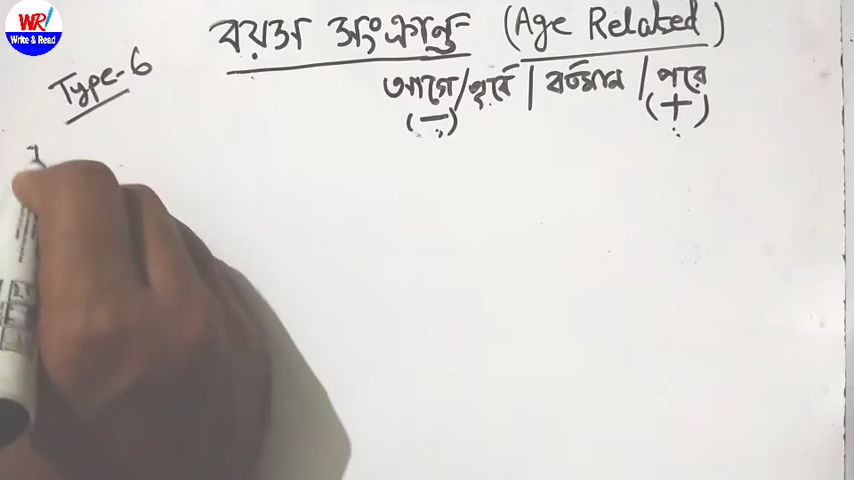 WR
Write & Read
বয়স সংক্রান্ত (Age Related)
Type-6
আগে/পূর্বে | বর্তমান | পরে
(-) (+)